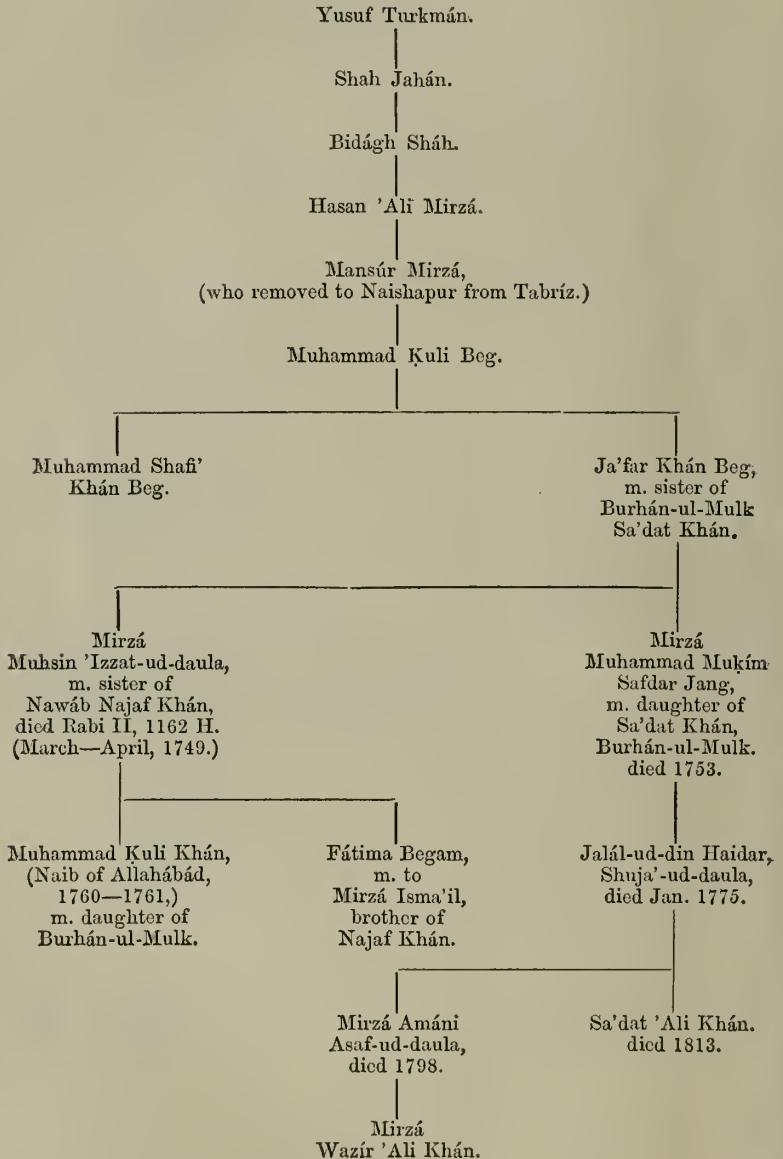 Yusuf Turkmán.
Shah Jahán.
Bidágh Sháh.
Hasan 'Ali Mirzá.
Mansúr Mirzá,
(who removed to Naishapur from Tabríz.)
Muhammad Ḳuli Beg.
Muhammad Shafi'
Khán Beg.
Ja'far Khán Beg,
m. sister of
Burhán-ul-Mulk
Sa'dat Khán.
Mirzá
Muhsin 'Izzat-ud-daula,
m. sister of
Nawáb Najaf Khán,
died Rabi II, 1162 H.
(March—April, 1749.)
Mirzá
Muhammad Muḳím
Safdar Jang,
m. daughter of
Sa'dat Khán,
Burhán-ul-Mulk.
died 1753.
Muhammad Ḳuli Khán,
(Naib of Allahábád,
1760—1761,)
m. daughter of
Burhán-ul-Mulk.
Fátima Begam,
m. to
Mirzá Isma'il,
brother of
Najaf Khán.
Jalál-ud-din Haidar,
Shuja'-ud-daula,
died Jan. 1775.
Mirzá Amáni
Asaf-ud-daula,
died 1798.
Sa'dat 'Ali Khán.
died 1813.
Mirzá
Wazír 'Ali Khán.